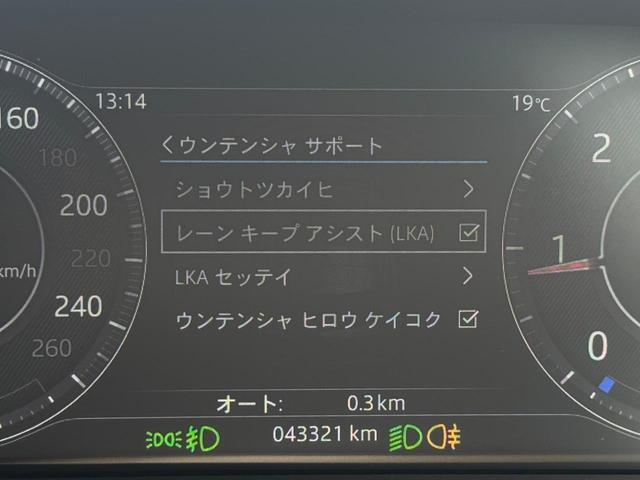 13:14
19℃
くウンテンシャ サポート
ショウトツカイヒ
レーン キープ アシスト (LKA)
LKA セッテイ
ウンテンシャ ヒロウ ケイコク
オート: 0.3 km
043321 km
160
180
200
220
km/h
240
260
2
1
0